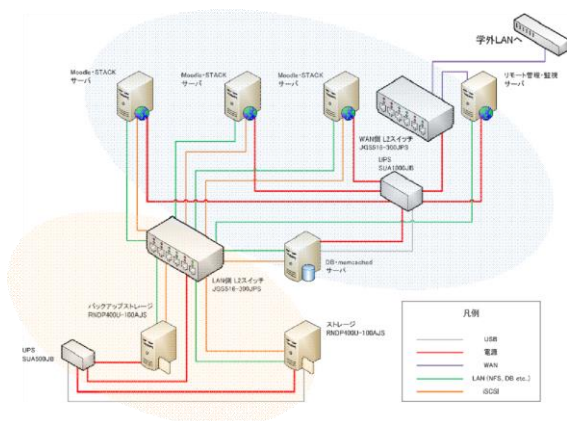 学外LANへ
Moodle-STACK
サーバ
Moodle-STACK
サーバ
Moodle-STACK
サーバ
リモート管理・監視
サーバ
WAN側 L2スイッチ
JGS516-300JPS
UPS
SUA1000JB
LAN側 L2スイッチ
JGS516-300JPS
DB・memcached
サーバ
バックアップストレージ
RNDP400U-100AJS
ストレージ
RNDP400U-100AJS
UPS
SUA500JB
凡例
USB
電源
WAN
LAN (NFS, DB etc.)
iSCSI